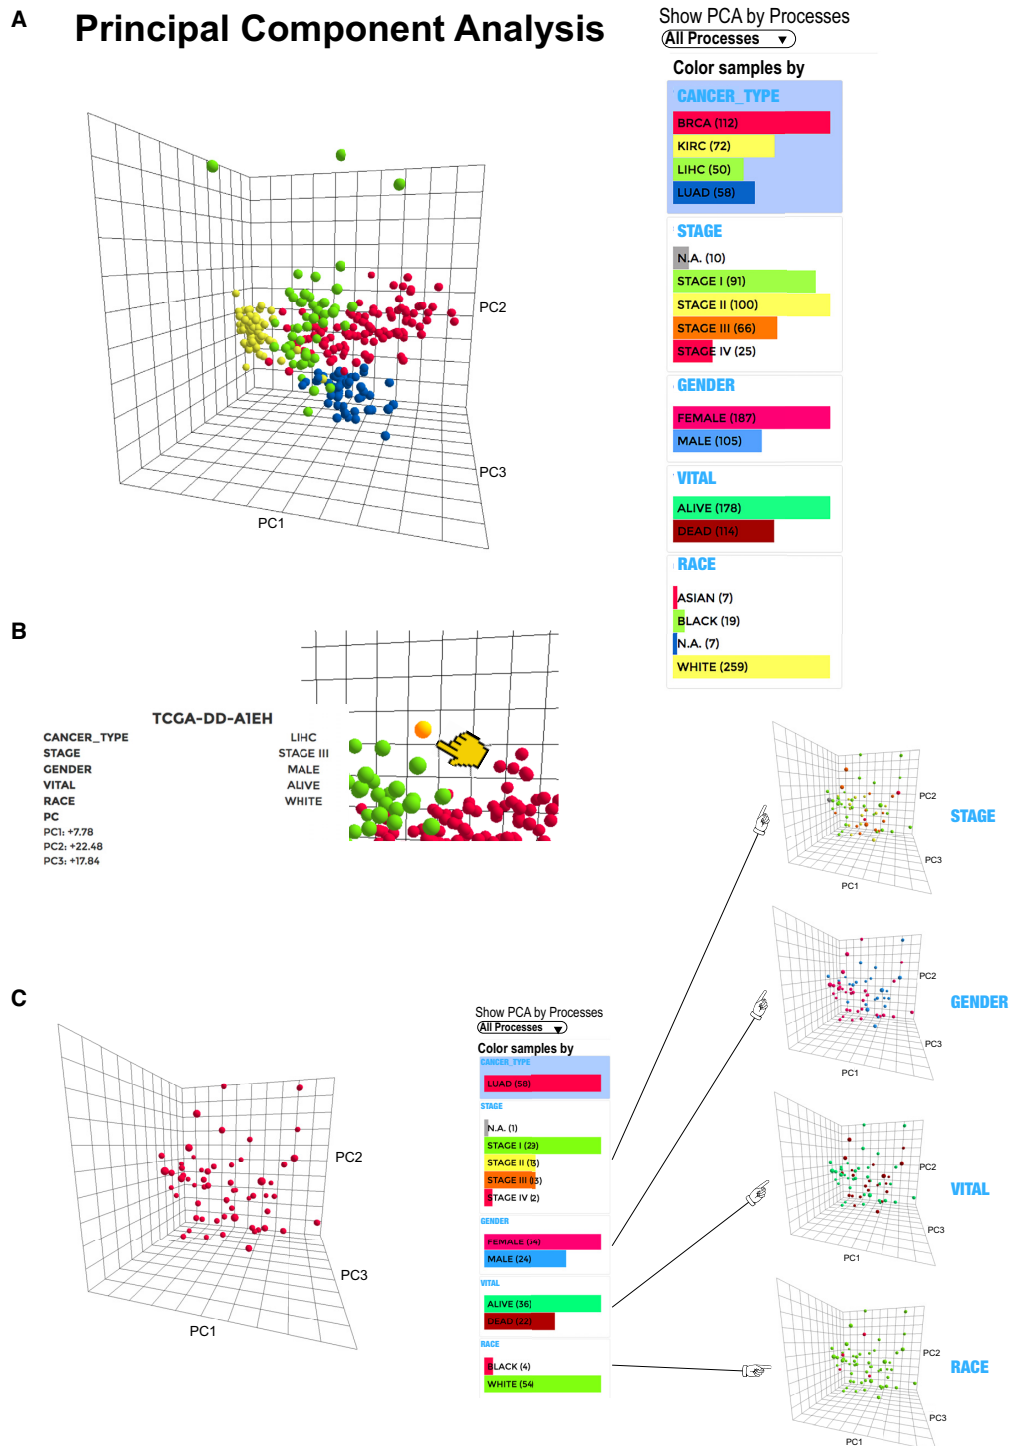 A
Principal Component Analysis
Show PCA by Processes
All Processes
Color samples by
CANCER_TYPE
BRCA (112)
KIRC (72)
LIHC (50)
LUAD (58)
STAGE
N.A. (10)
STAGE I (91)
STAGE II (100)
STAGE III (66)
STAGE IV (25)
GENDER
FEMALE (187)
MALE (105)
VITAL
ALIVE (178)
DEAD (114)
RACE
ASIAN (7)
BLACK (19)
N.A. (7)
WHITE (259)
PC2
PC3
PC1
B
TCGA-DD-A1EH
CANCER_TYPE LIHC
STAGE STAGE III
GENDER MALE
VITAL ALIVE
RACE WHITE
PC
PC1: +7.78
PC2: +22.48
PC3: +17.84
C
PC2
PC3
PC1
Show PCA by Processes
All Processes
Color samples by
CANCER_TYPE
LUAD (58)
STAGE
N.A. (1)
STAGE I (29)
STAGE II (13)
STAGE III (13)
STAGE IV (2)
GENDER
FEMALE (34)
MALE (24)
VITAL
ALIVE (36)
DEAD (22)
RACE
BLACK (4)
WHITE (54)
PC2
STAGE
PC3
PC1
PC2
GENDER
PC3
PC1
PC2
VITAL
PC3
PC1
PC2
RACE
PC3
PC1